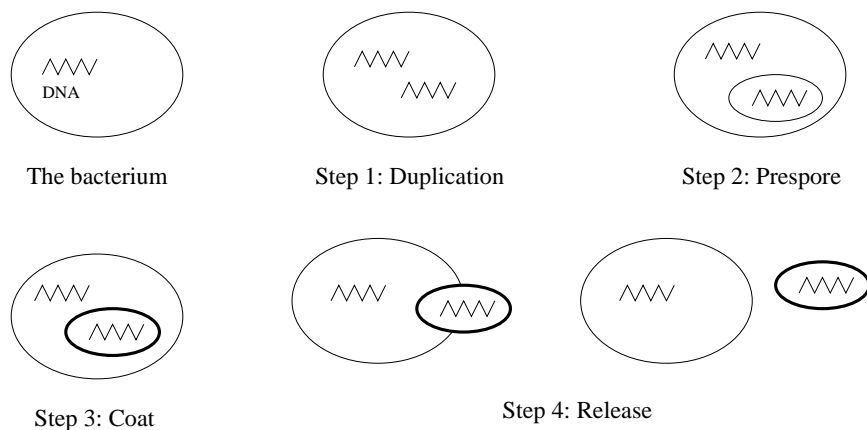 DNA
The bacterium
Step 1: Duplication
Step 2: Prespore
Step 3: Coat
Step 4: Release